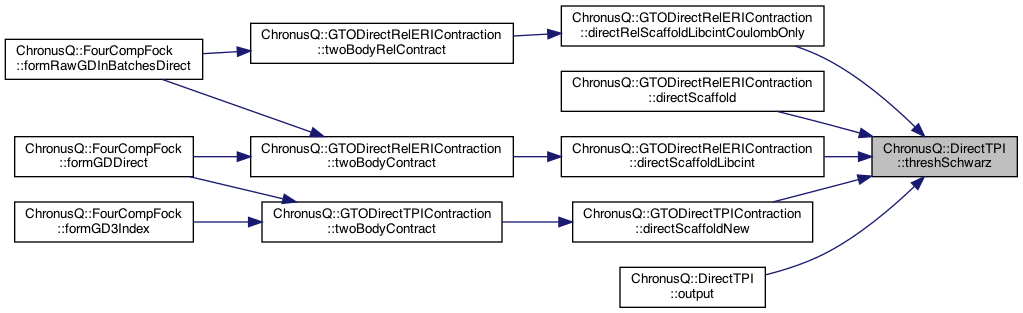 ChronusQ::FourCompFock
::formRawGDInBatchesDirect
ChronusQ::GTODirectRelERIContraction
::twoBodyRelContract
ChronusQ::GTODirectRelERIContraction
::directRelScaffoldLibcintCoulombOnly
ChronusQ::GTODirectRelERIContraction
::directScaffold
ChronusQ::FourCompFock
::formGDDirect
ChronusQ::GTODirectRelERIContraction
::twoBodyContract
ChronusQ::GTODirectRelERIContraction
::directScaffoldLibcint
ChronusQ::DirectTPI
::threshSchwarz
ChronusQ::FourCompFock
::formGD3Index
ChronusQ::GTODirectTPIContraction
::twoBodyContract
ChronusQ::GTODirectTPIContraction
::directScaffoldNew
ChronusQ::DirectTPI
::output